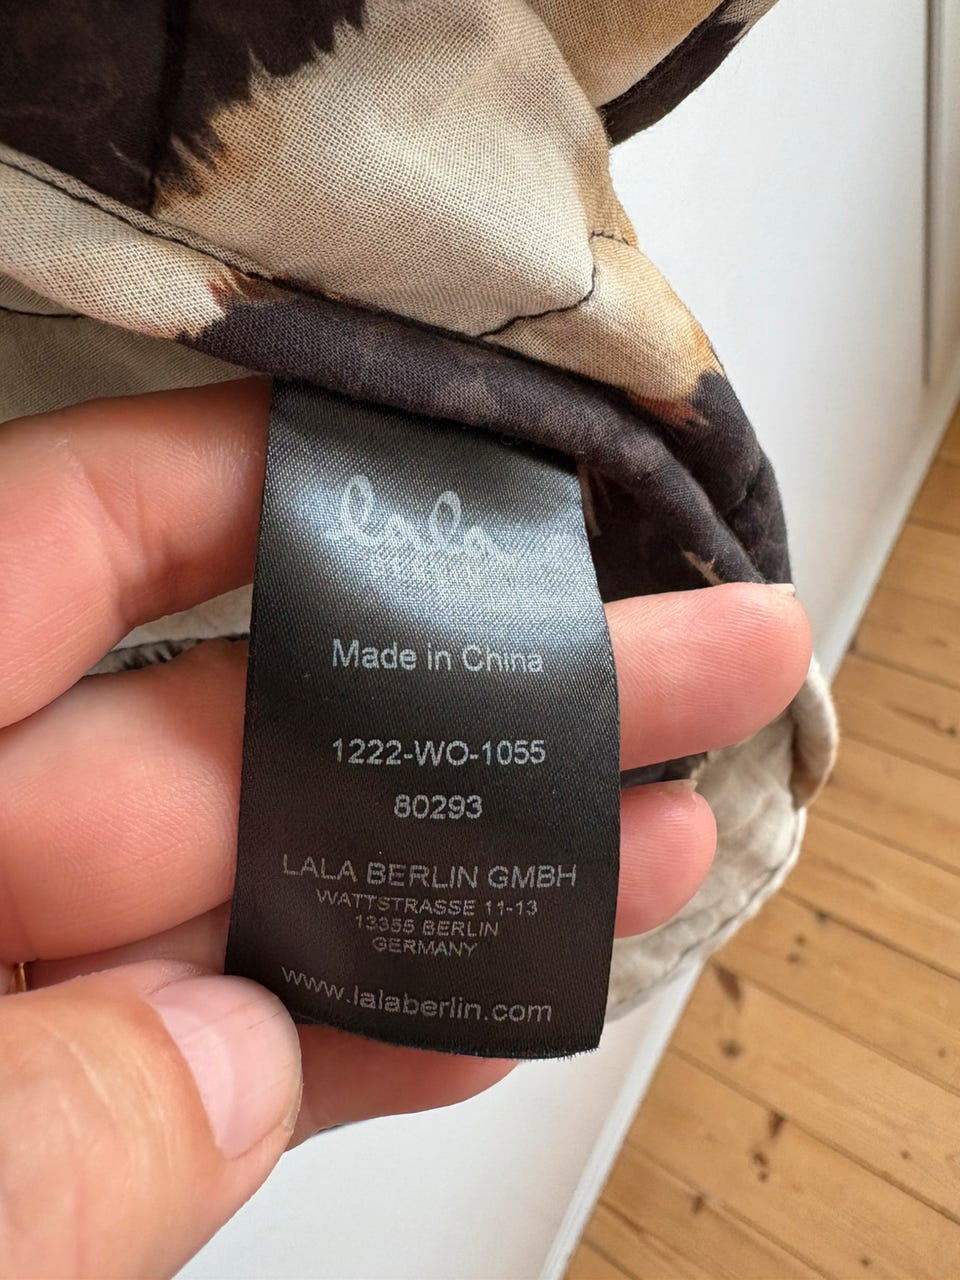 lala
Made in China
1222-WO-1055
80293
LALA BERLIN GMBH
WATTSTRASSE 11-13
13355 BERLIN
GERMANY
www.lalaberlin.com